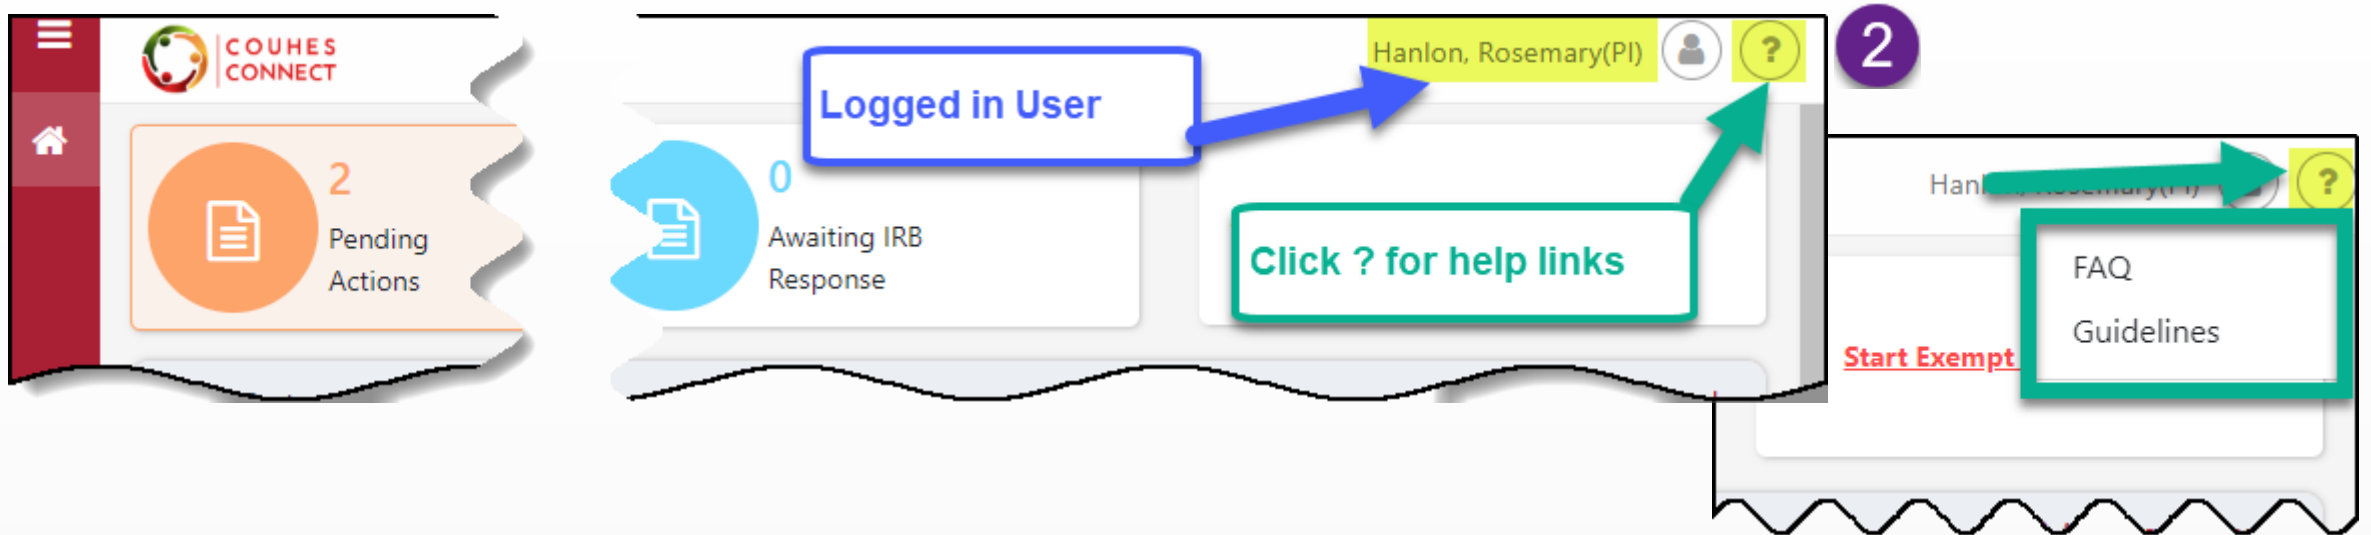 COUHES
CONNECT
Hanlon, Rosemary(PI)
?
2
Logged in User
2
Pending
Actions
0
Awaiting IRB
Response
Click ? for help links
?
FAQ
Guidelines
Start Exempt